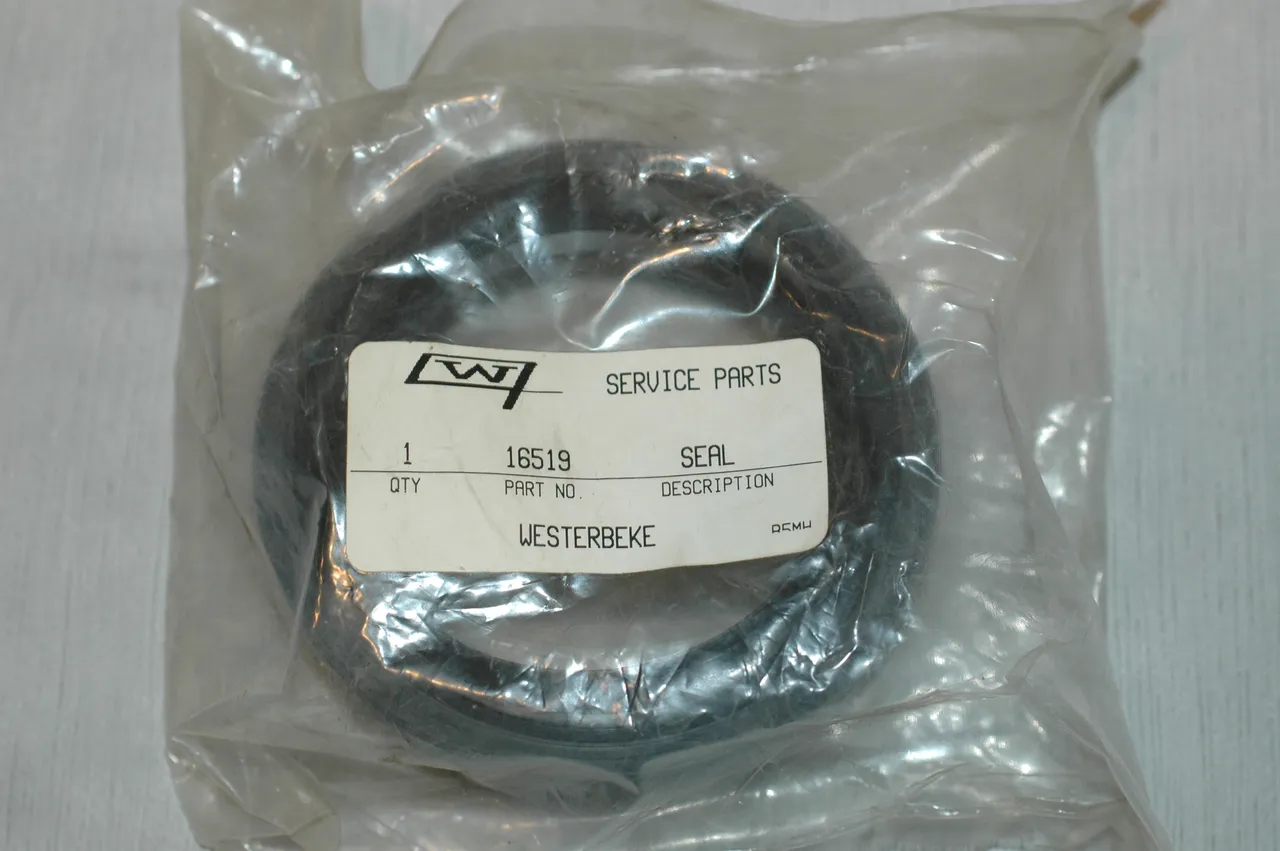 W
SERVICE PARTS
1 16519 SEAL
QTY PART NO. DESCRIPTION
WESTERBEKE